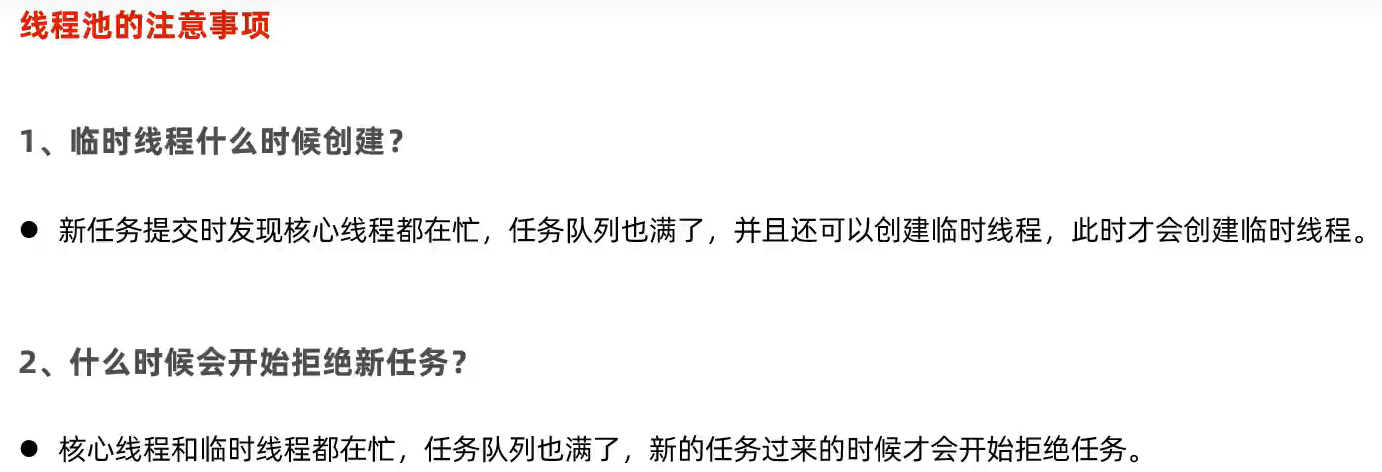 线程池的注意事项
1、临时线程什么时候创建？
● 新任务提交时发现核心线程都在忙，任务队列也满了，并且还可以创建临时线程，此时才会创建临时线程。
2、什么时候会开始拒绝新任务？
● 核心线程和临时线程都在忙，任务队列也满了，新的任务过来的时候才会开始拒绝任务。